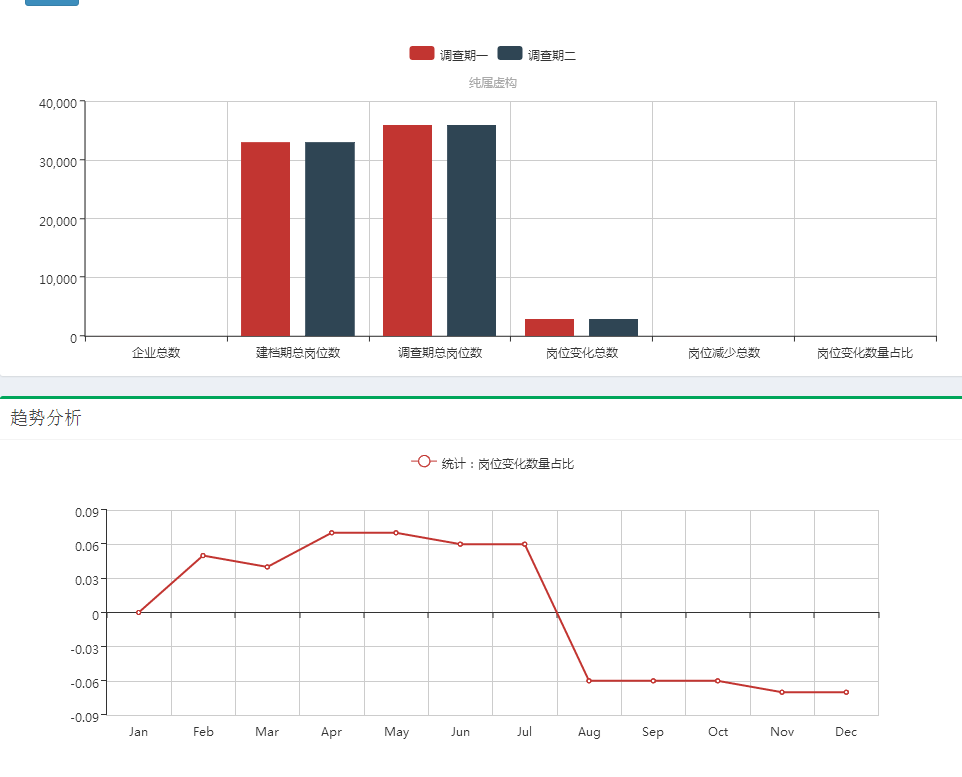 调查期一 调查期二
纯属虚构
40,000
30,000
20,000
10,000
0
企业总数 建档期总岗位数 调查期总岗位数 岗位变化总数 岗位减少总数 岗位变化数量占比
趋势分析
统计：岗位变化数量占比
0.09
0.06
0.03
0
-0.03
-0.06
-0.09
Jan Feb Mar Apr May Jun Jul Aug Sep Oct Nov Dec